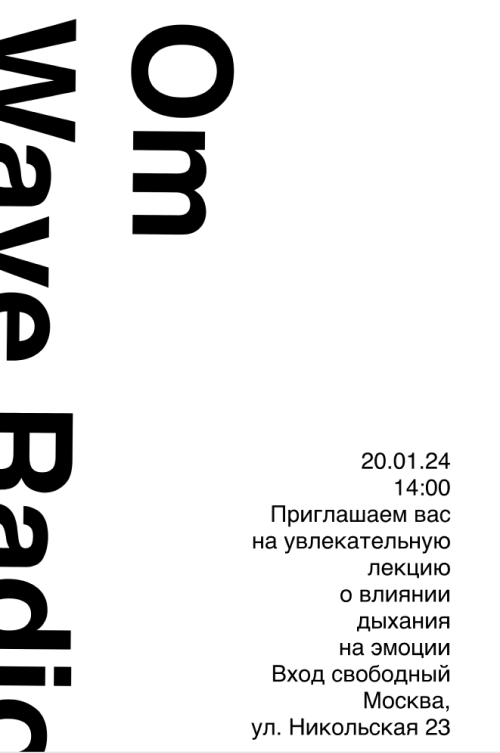 Om
Wave Radio
20.01.24
14:00
Приглашаем вас
на увлекательную
лекцию
о влиянии
дыхания
на эмоции
Вход свободный
Москва,
ул. Никольская 23